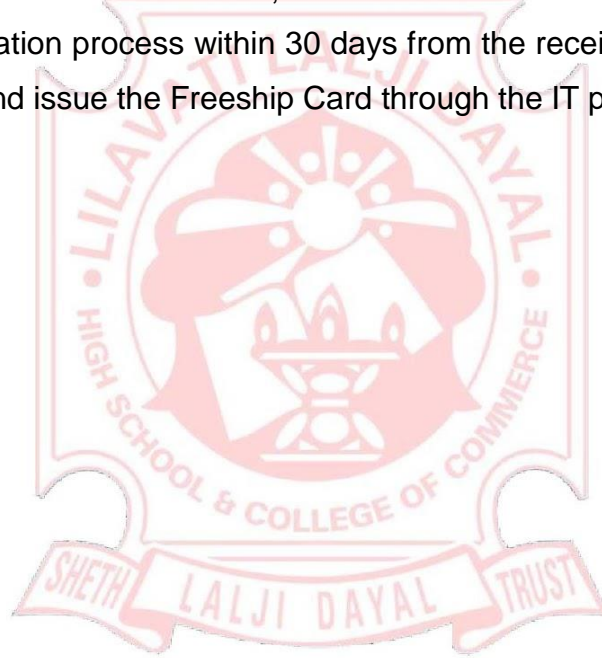 ation process within 30 days from the recei
nd issue the Freeship Card through the IT p
• LILAVATI LALJI DAYAL •
HIGH SCHOOL & COLLEGE OF COMMERCE
SHETH LALJI DAYAL TRUST